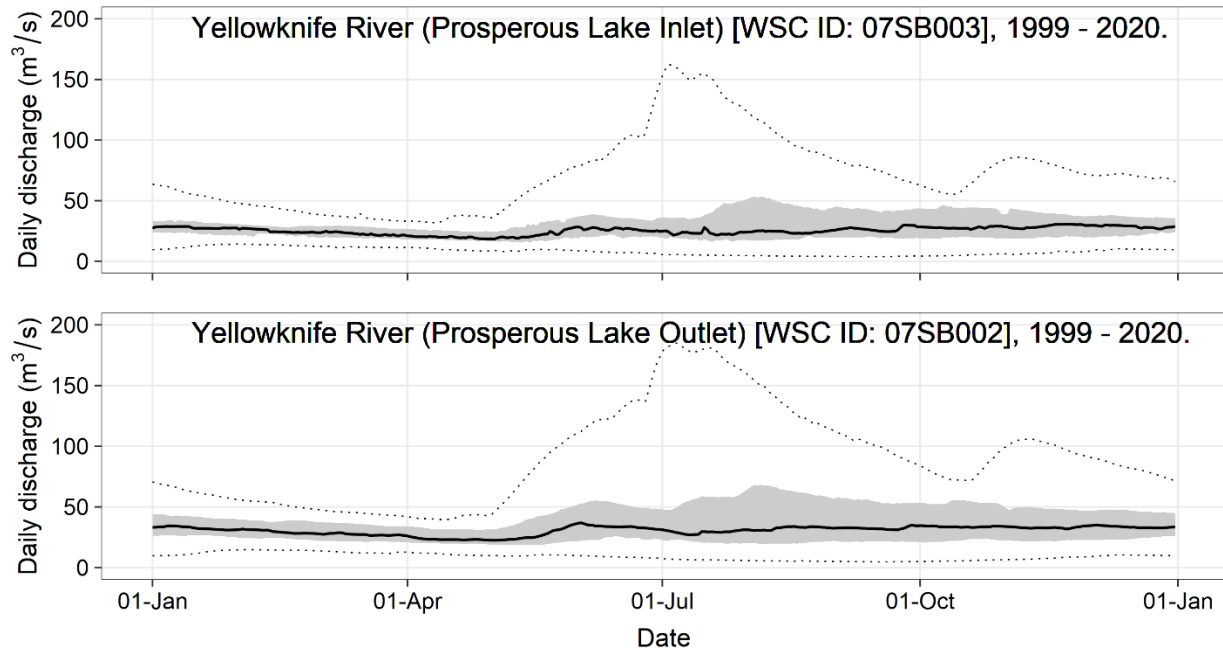 Yellowknife River (Prosperous Lake Inlet) [WSC ID: 07SB003], 1999 - 2020.
Daily discharge (m³/s)
200
150
100
50
0
Yellowknife River (Prosperous Lake Outlet) [WSC ID: 07SB002], 1999 - 2020.
Daily discharge (m³/s)
200
150
100
50
0
01-Jan
01-Apr
01-Jul
01-Oct
01-Jan
Date